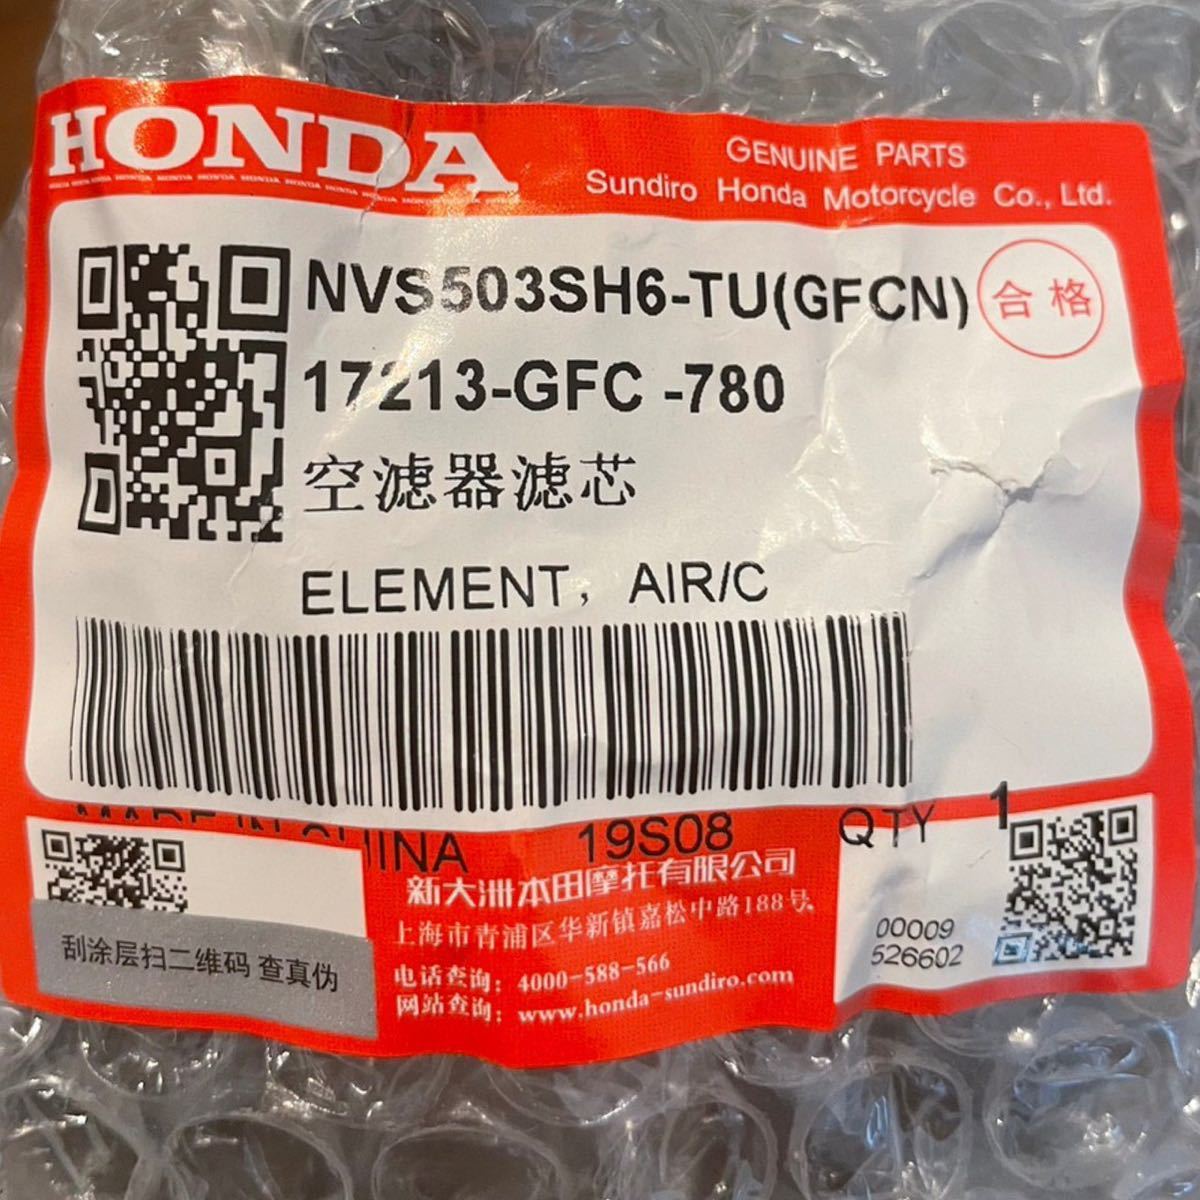 HONDA
GENUINE PARTS
Sundiro Honda Motorcycle Co., Ltd.
NVS503SH6-TU(GFCN)
合格
17213-GFC -780
空滤器滤芯
ELEMENT, AIR/C
MADE IN CHINA 19S08 QTY 1
新大洲本田摩托有限公司
上海市青浦区华新镇嘉松中路188号
电话查询: 4000-588-566
网站查询: www.honda-sundiro.com
刮涂层扫二维码 查真伪
00009
526602